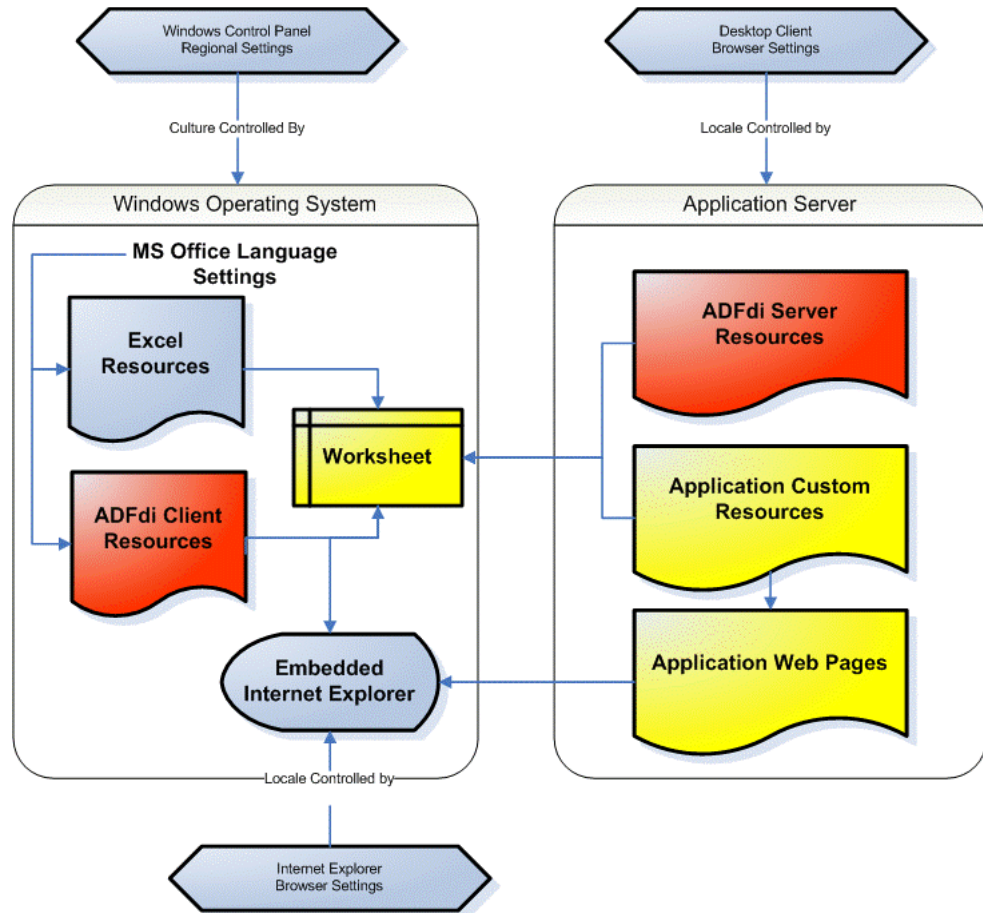 Windows Control Panel
Regional Settings
Desktop Client
Browser Settings
Culture Controlled By
Locale Controlled by
Windows Operating System
Application Server
MS Office Language
Settings
Excel
Resources
ADFdi Server
Resources
Worksheet
Application Custom
Resources
ADFdi Client
Resources
Embedded
Internet Explorer
Application Web Pages
Locale Controlled by
Internet Explorer
Browser Settings